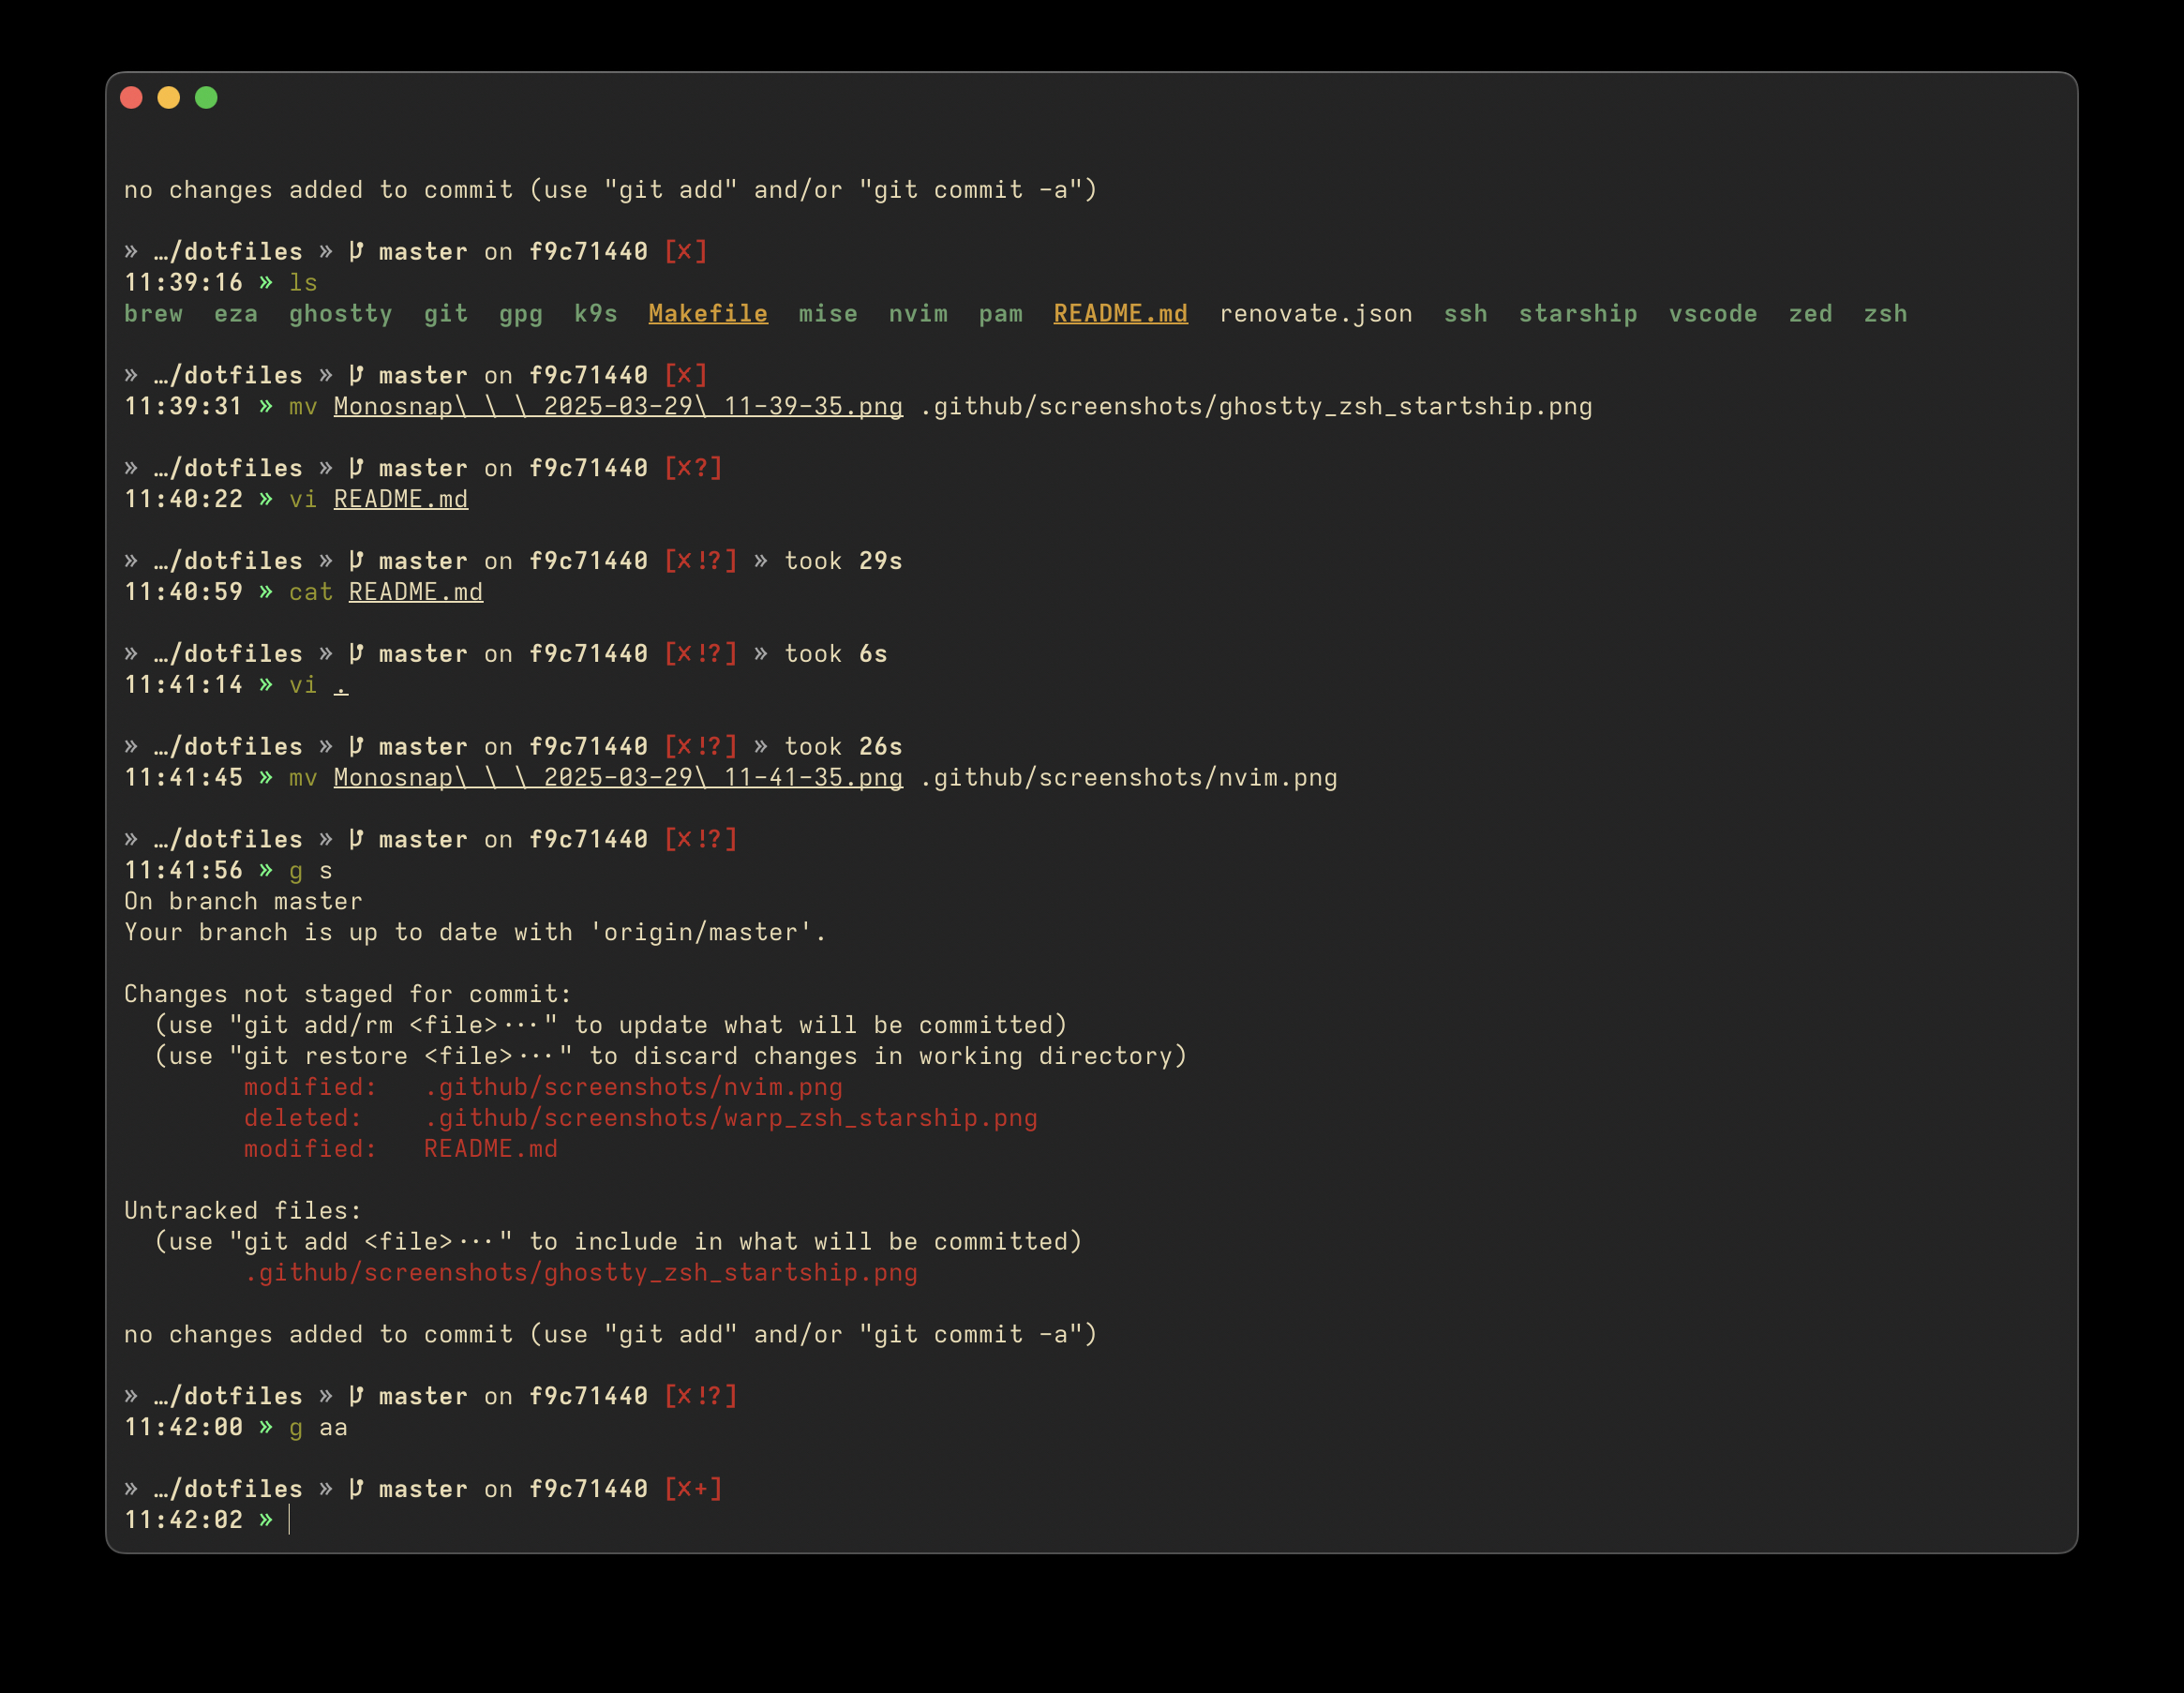 no changes added to commit (use "git add" and/or "git commit -a")
» …/dotfiles » master on f9c71440 [✗]
11:39:16 » ls
brew eza ghostty git gpg k9s Makefile mise nvim pam README.md renovate.json ssh starship vscode zed zsh
» …/dotfiles » master on f9c71440 [✗]
11:39:31 » mv Monosnap\ \ \ 2025-03-29\ 11-39-35.png .github/screenshots/ghostty_zsh_startship.png
» …/dotfiles » master on f9c71440 [✗?]
11:40:22 » vi README.md
» …/dotfiles » master on f9c71440 [✗!?] » took 29s
11:40:59 » cat README.md
» …/dotfiles » master on f9c71440 [✗!?] » took 6s
11:41:14 » vi .
» …/dotfiles » master on f9c71440 [✗!?] » took 26s
11:41:45 » mv Monosnap\ \ \ 2025-03-29\ 11-41-35.png .github/screenshots/nvim.png
» …/dotfiles » master on f9c71440 [✗!?]
11:41:56 » g s
On branch master
Your branch is up to date with 'origin/master'.
Changes not staged for commit:
(use "git add/rm <file>..." to update what will be committed)
(use "git restore <file>..." to discard changes in working directory)
modified: .github/screenshots/nvim.png
deleted: .github/screenshots/warp_zsh_starship.png
modified: README.md
Untracked files:
(use "git add <file>..." to include in what will be committed)
.github/screenshots/ghostty_zsh_startship.png
no changes added to commit (use "git add" and/or "git commit -a")
» …/dotfiles » master on f9c71440 [✗!?]
11:42:00 » g aa
» …/dotfiles » master on f9c71440 [✗+]
11:42:02 »